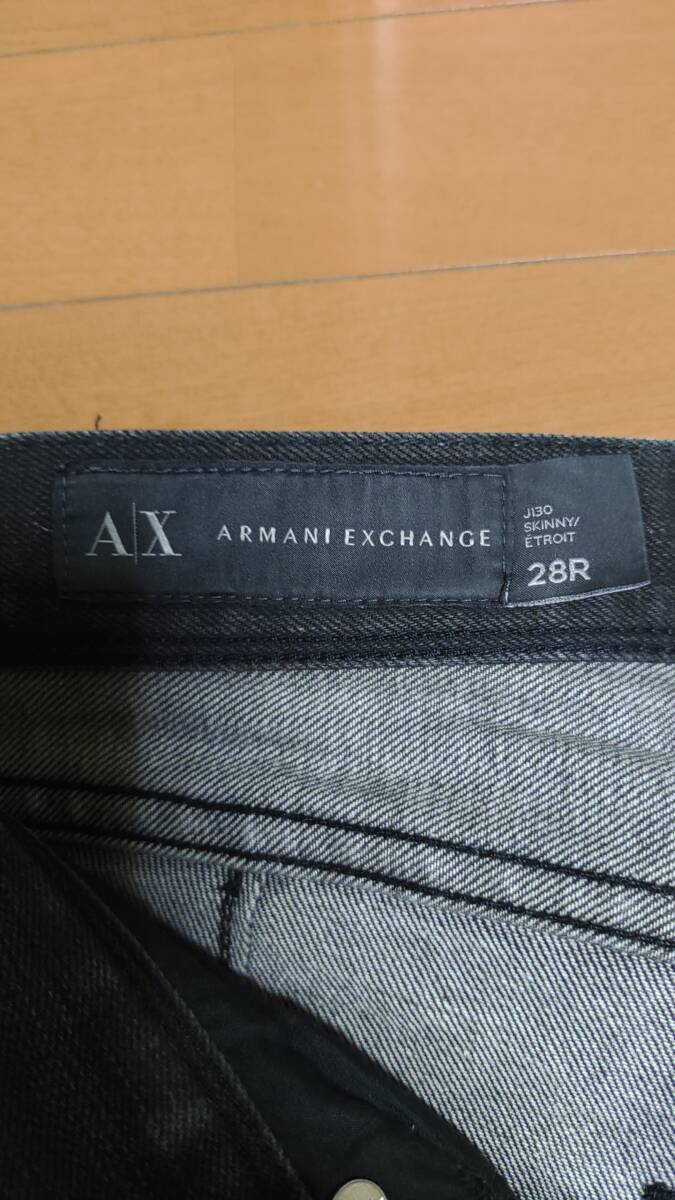 A|X ARMANI EXCHANGE
J130
SKINNY/
ÉTROIT
28R